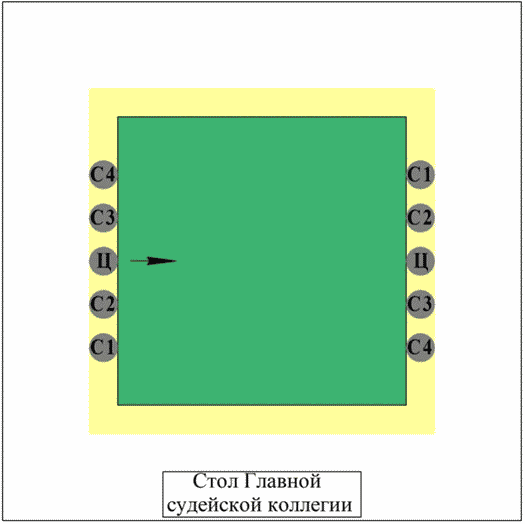 С4 С1
С3 С2
Ц Ц
С2 С3
С1 С4
Стол Главной
судейской коллегии